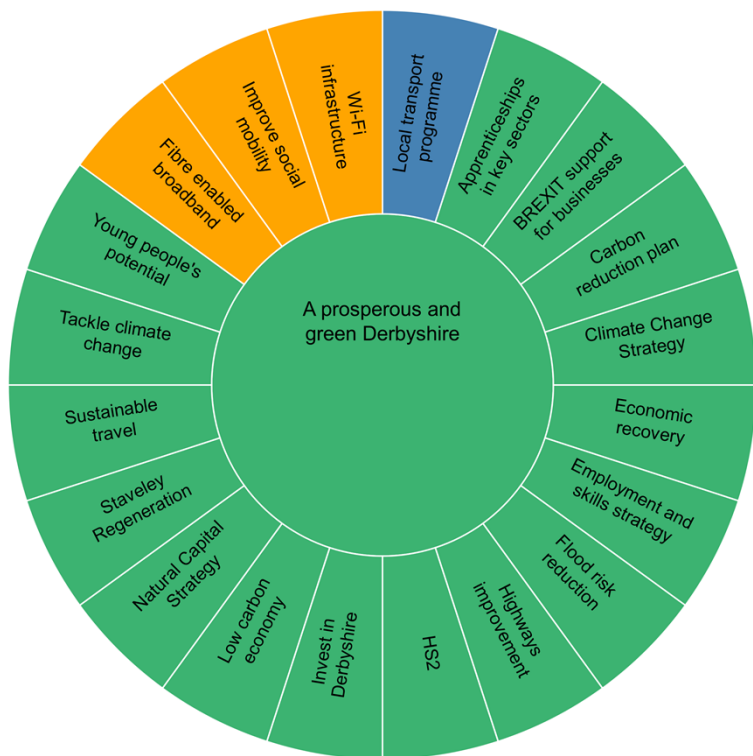 A prosperous and
green Derbyshire
Local transport
programme
Apprenticeships
in key sectors
BREXIT support
for businesses
Carbon
reduction plan
Climate Change
Strategy
Economic
recovery
Employment and
skills strategy
Flood risk
reduction
Highways
improvement
HS2
Invest in
Derbyshire
Low carbon
economy
Natural Capital
Strategy
Staveley
Regeneration
Sustainable
travel
Tackle climate
change
Young people's
potential
Fibre enabled
broadband
Improve social
mobility
Wi-Fi
infrastructure